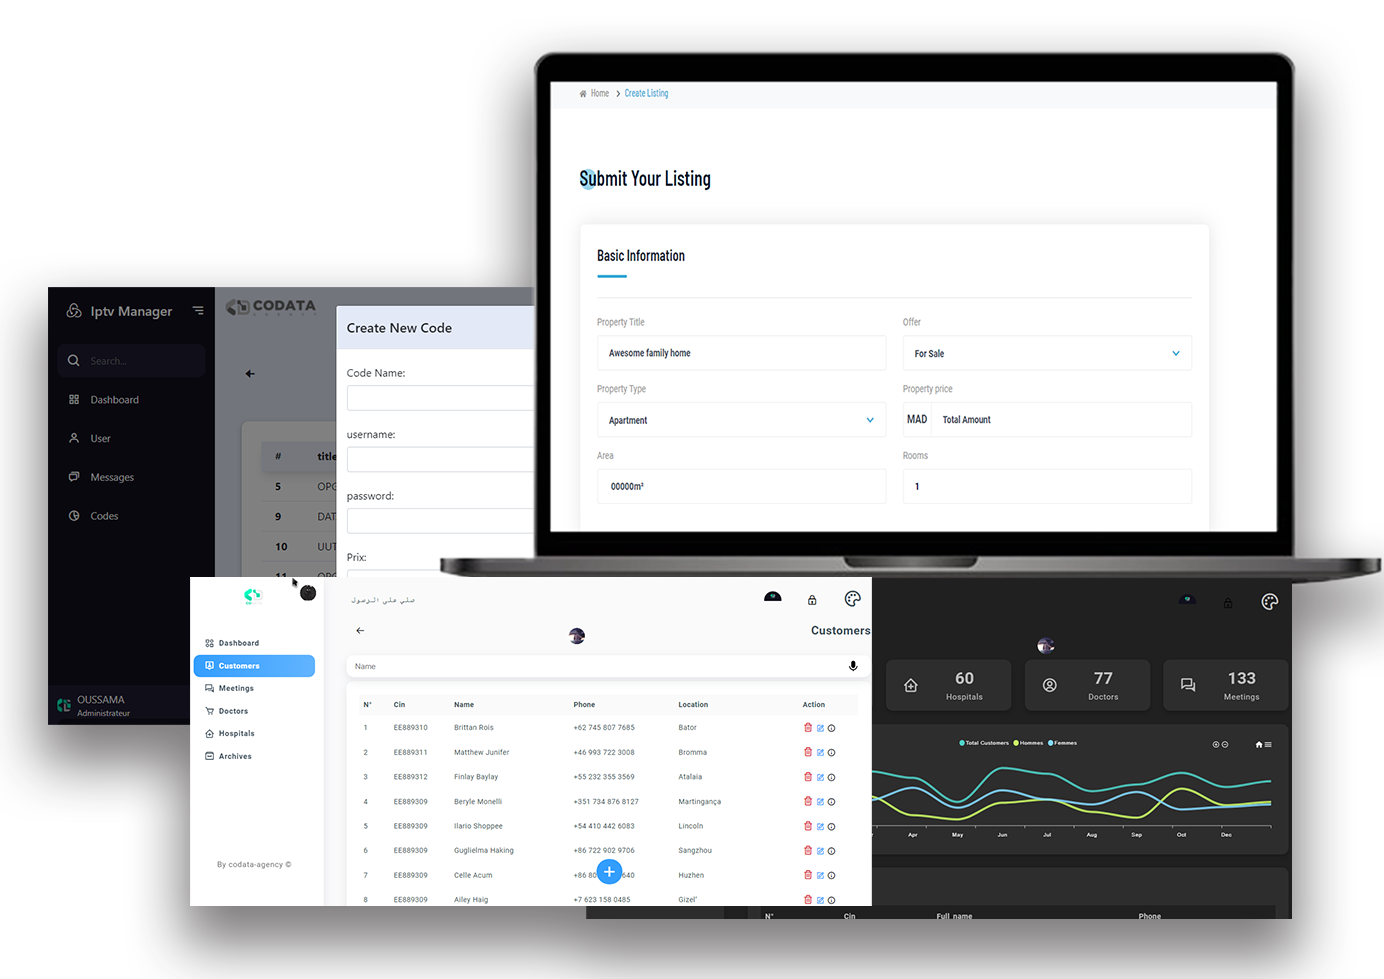 Home > Create Listing
Submit Your Listing
Basic Information
Property Title
Offer
Awesome family home
For Sale
Property Type
Property price
Apartment
MAD Total Amount
Area
Rooms
00000m²
1
Iptv Manager
Search...
Dashboard
User
Messages
Codes
OUSSAMA
Administrateur
CODATA
# title
5 OPG
9 DAT
10 UUT
11
Create New Code
Code Name:
username:
password:
Prix:
Dashboard
Customers
Meetings
Doctors
Hospitals
Archives
By codata-agency ©
صلي على الرسول
Customers
Name
N° Cin Name Phone Location Action
1 EE889310 Brittan Rois +62 745 807 7685 Bator
2 EE889311 Matthew Junifer +46 993 722 3008 Bromma
3 EE889312 Finlay Baylay +55 232 355 3569 Atalaia
4 EE889309 Beryle Monelli +351 734 876 8127 Martingança
5 EE889309 Ilario Shoppee +54 410 442 6083 Lincoln
6 EE889309 Guglielma Haking +86 722 902 9706 Sangzhou
7 EE889309 Celle Acum +86 80 640 Huzhen
8 EE889309 Ailey Haig +7 623 158 0485 Gizel'
60
Hospitals
77
Doctors
133
Meetings
Total Customers Hommes Femmes
Apr May Jun Jul Aug Sep Oct Dec
N° Cin Full name Phone